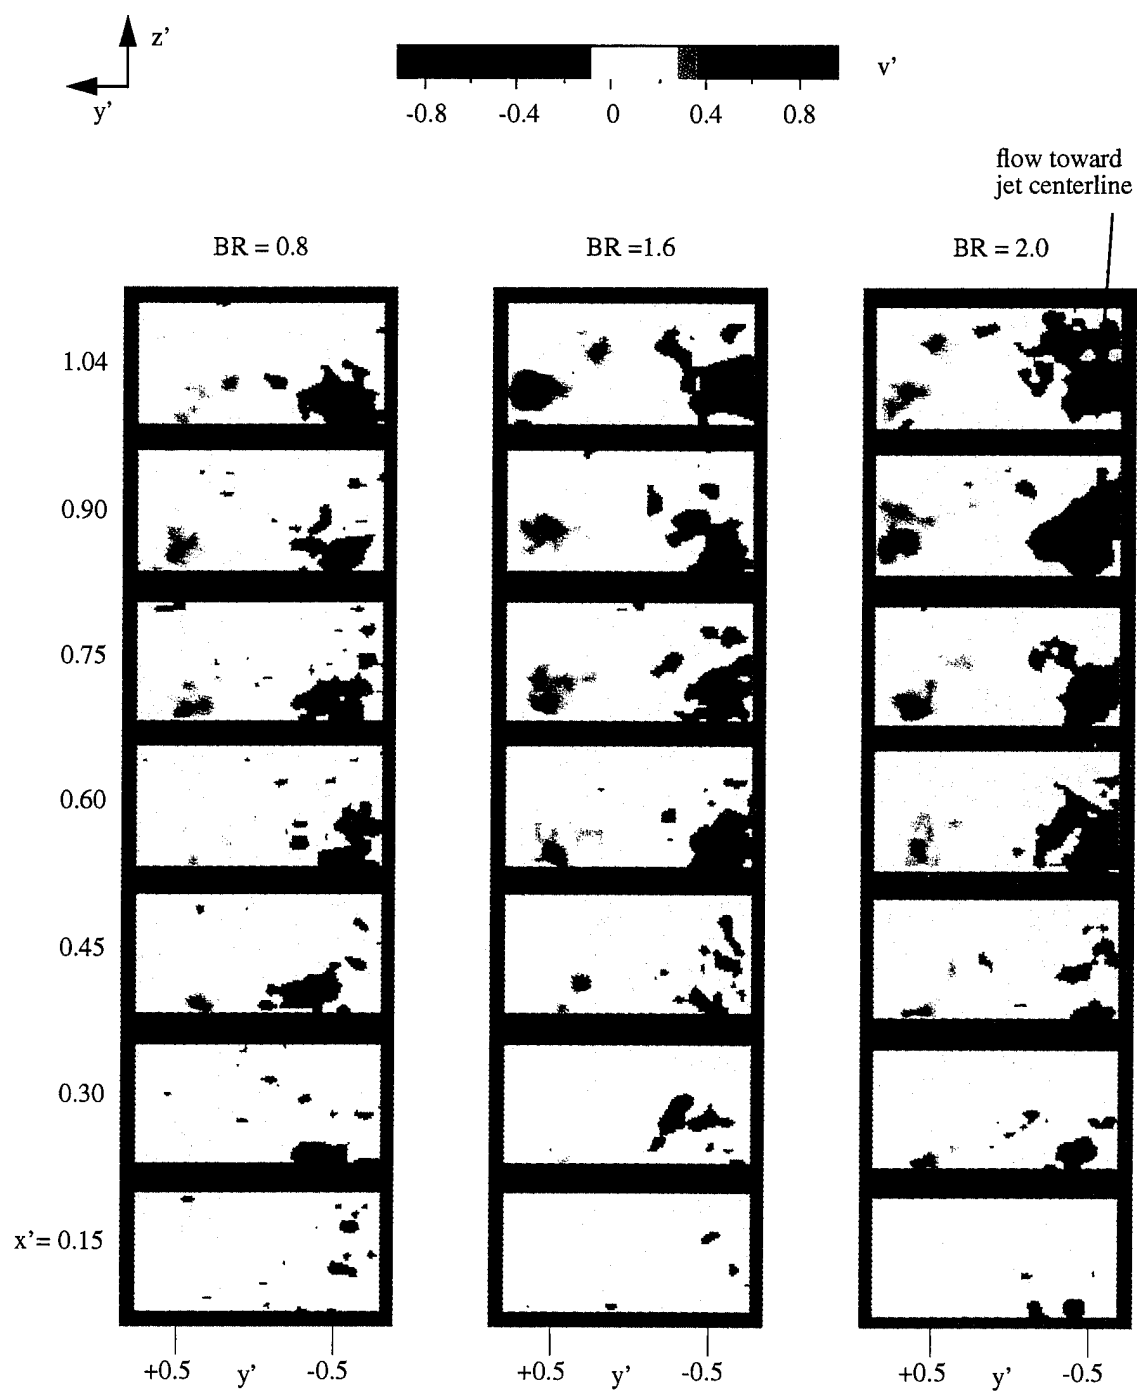 z'
y'
v'
-0.8 -0.4 0 0.4 0.8
flow toward
jet centerline
BR = 0.8 BR =1.6 BR = 2.0
1.04
0.90
0.75
0.60
0.45
0.30
x'= 0.15
+0.5 y' -0.5 +0.5 y' -0.5 +0.5 y' -0.5